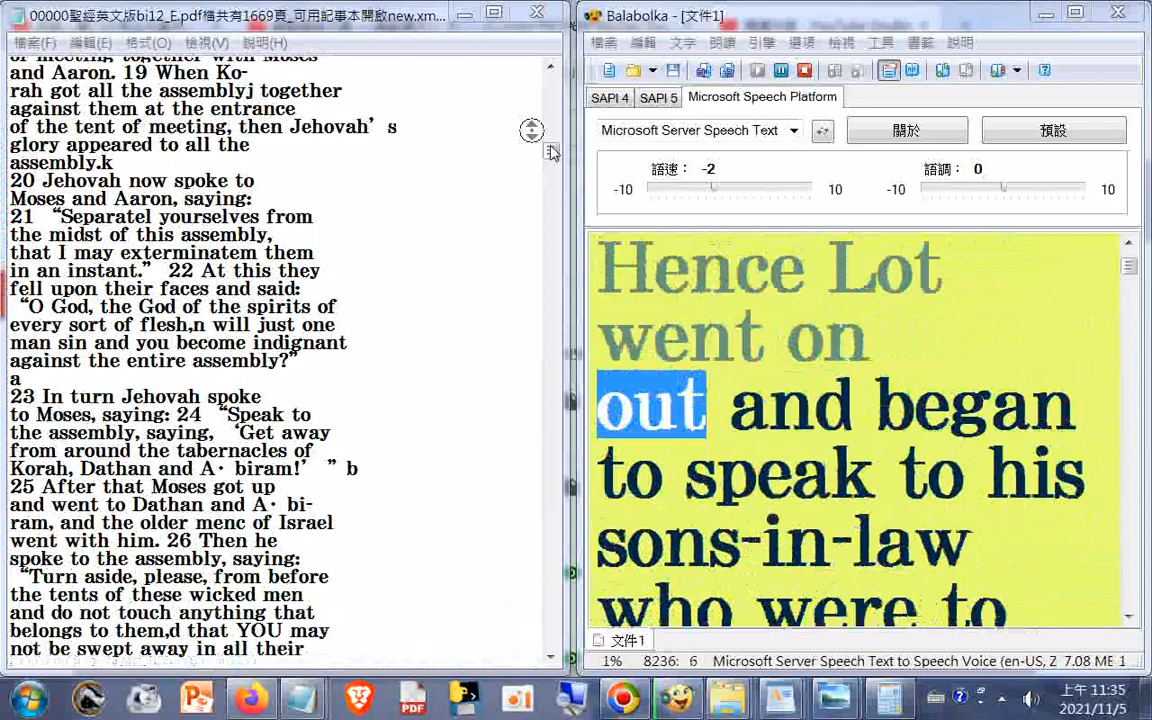 00000聖經英文版bi12_E.pdf檔共有1669頁_可用記事本開啟new.xm...
檔案(F) 編輯(E) 格式(O) 檢視(V) 說明(H)
of meeting together with Moses
and Aaron. 19 When Ko-
rah got all the assemblyj together
against them at the entrance
of the tent of meeting, then Jehovah’s
glory appeared to all the
assembly.k
20 Jehovah now spoke to
Moses and Aaron, saying:
21 “Separatel yourselves from
the midst of this assembly,
that I may exterminatem them
in an instant.” 22 At this they
fell upon their faces and said:
“O God, the God of the spirits of
every sort of flesh,n will just one
man sin and you become indignant
against the entire assembly?”
a
23 In turn Jehovah spoke
to Moses, saying: 24 “Speak to
the assembly, saying, ‘Get away
from around the tabernacles of
Korah, Dathan and A·biram!’ ”b
25 After that Moses got up
and went to Dathan and A·bi-
ram, and the older menc of Israel
went with him. 26 Then he
spoke to the assembly, saying:
“Turn aside, please, from before
the tents of these wicked men
and do not touch anything that
belongs to them,d that YOU may
not be swept away in all their
Balabolka - [文件1]
檔案 編輯 文字 朗讀 引擎 選項 檢視 工具 書籤 說明
SAPI 4 SAPI 5 Microsoft Speech Platform
Microsoft Server Speech Text 關於 預設
語速: -2 語調: 0
-10 10 -10 10
Hence Lot
went on
out and began
to speak to his
sons-in-law
who were to
文件1
1% 8236: 6 Microsoft Server Speech Text to Speech Voice (en-US, Z 7.08 MB 1
PDF
上午 11:35
2021/11/5